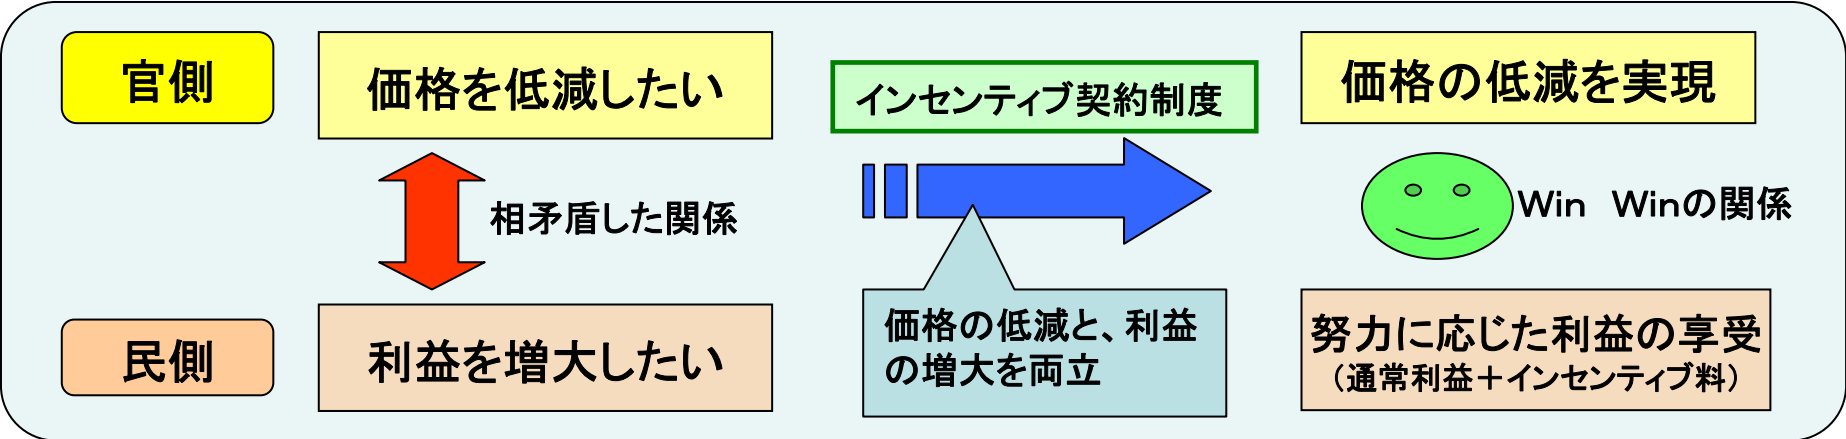 官側
価格を低減したい
インセンティブ契約制度
価格の低減を実現
相矛盾した関係
Win　Winの関係
民側
利益を増大したい
価格の低減と、利益
の増大を両立
努力に応じた利益の享受
（通常利益＋インセンティブ料）